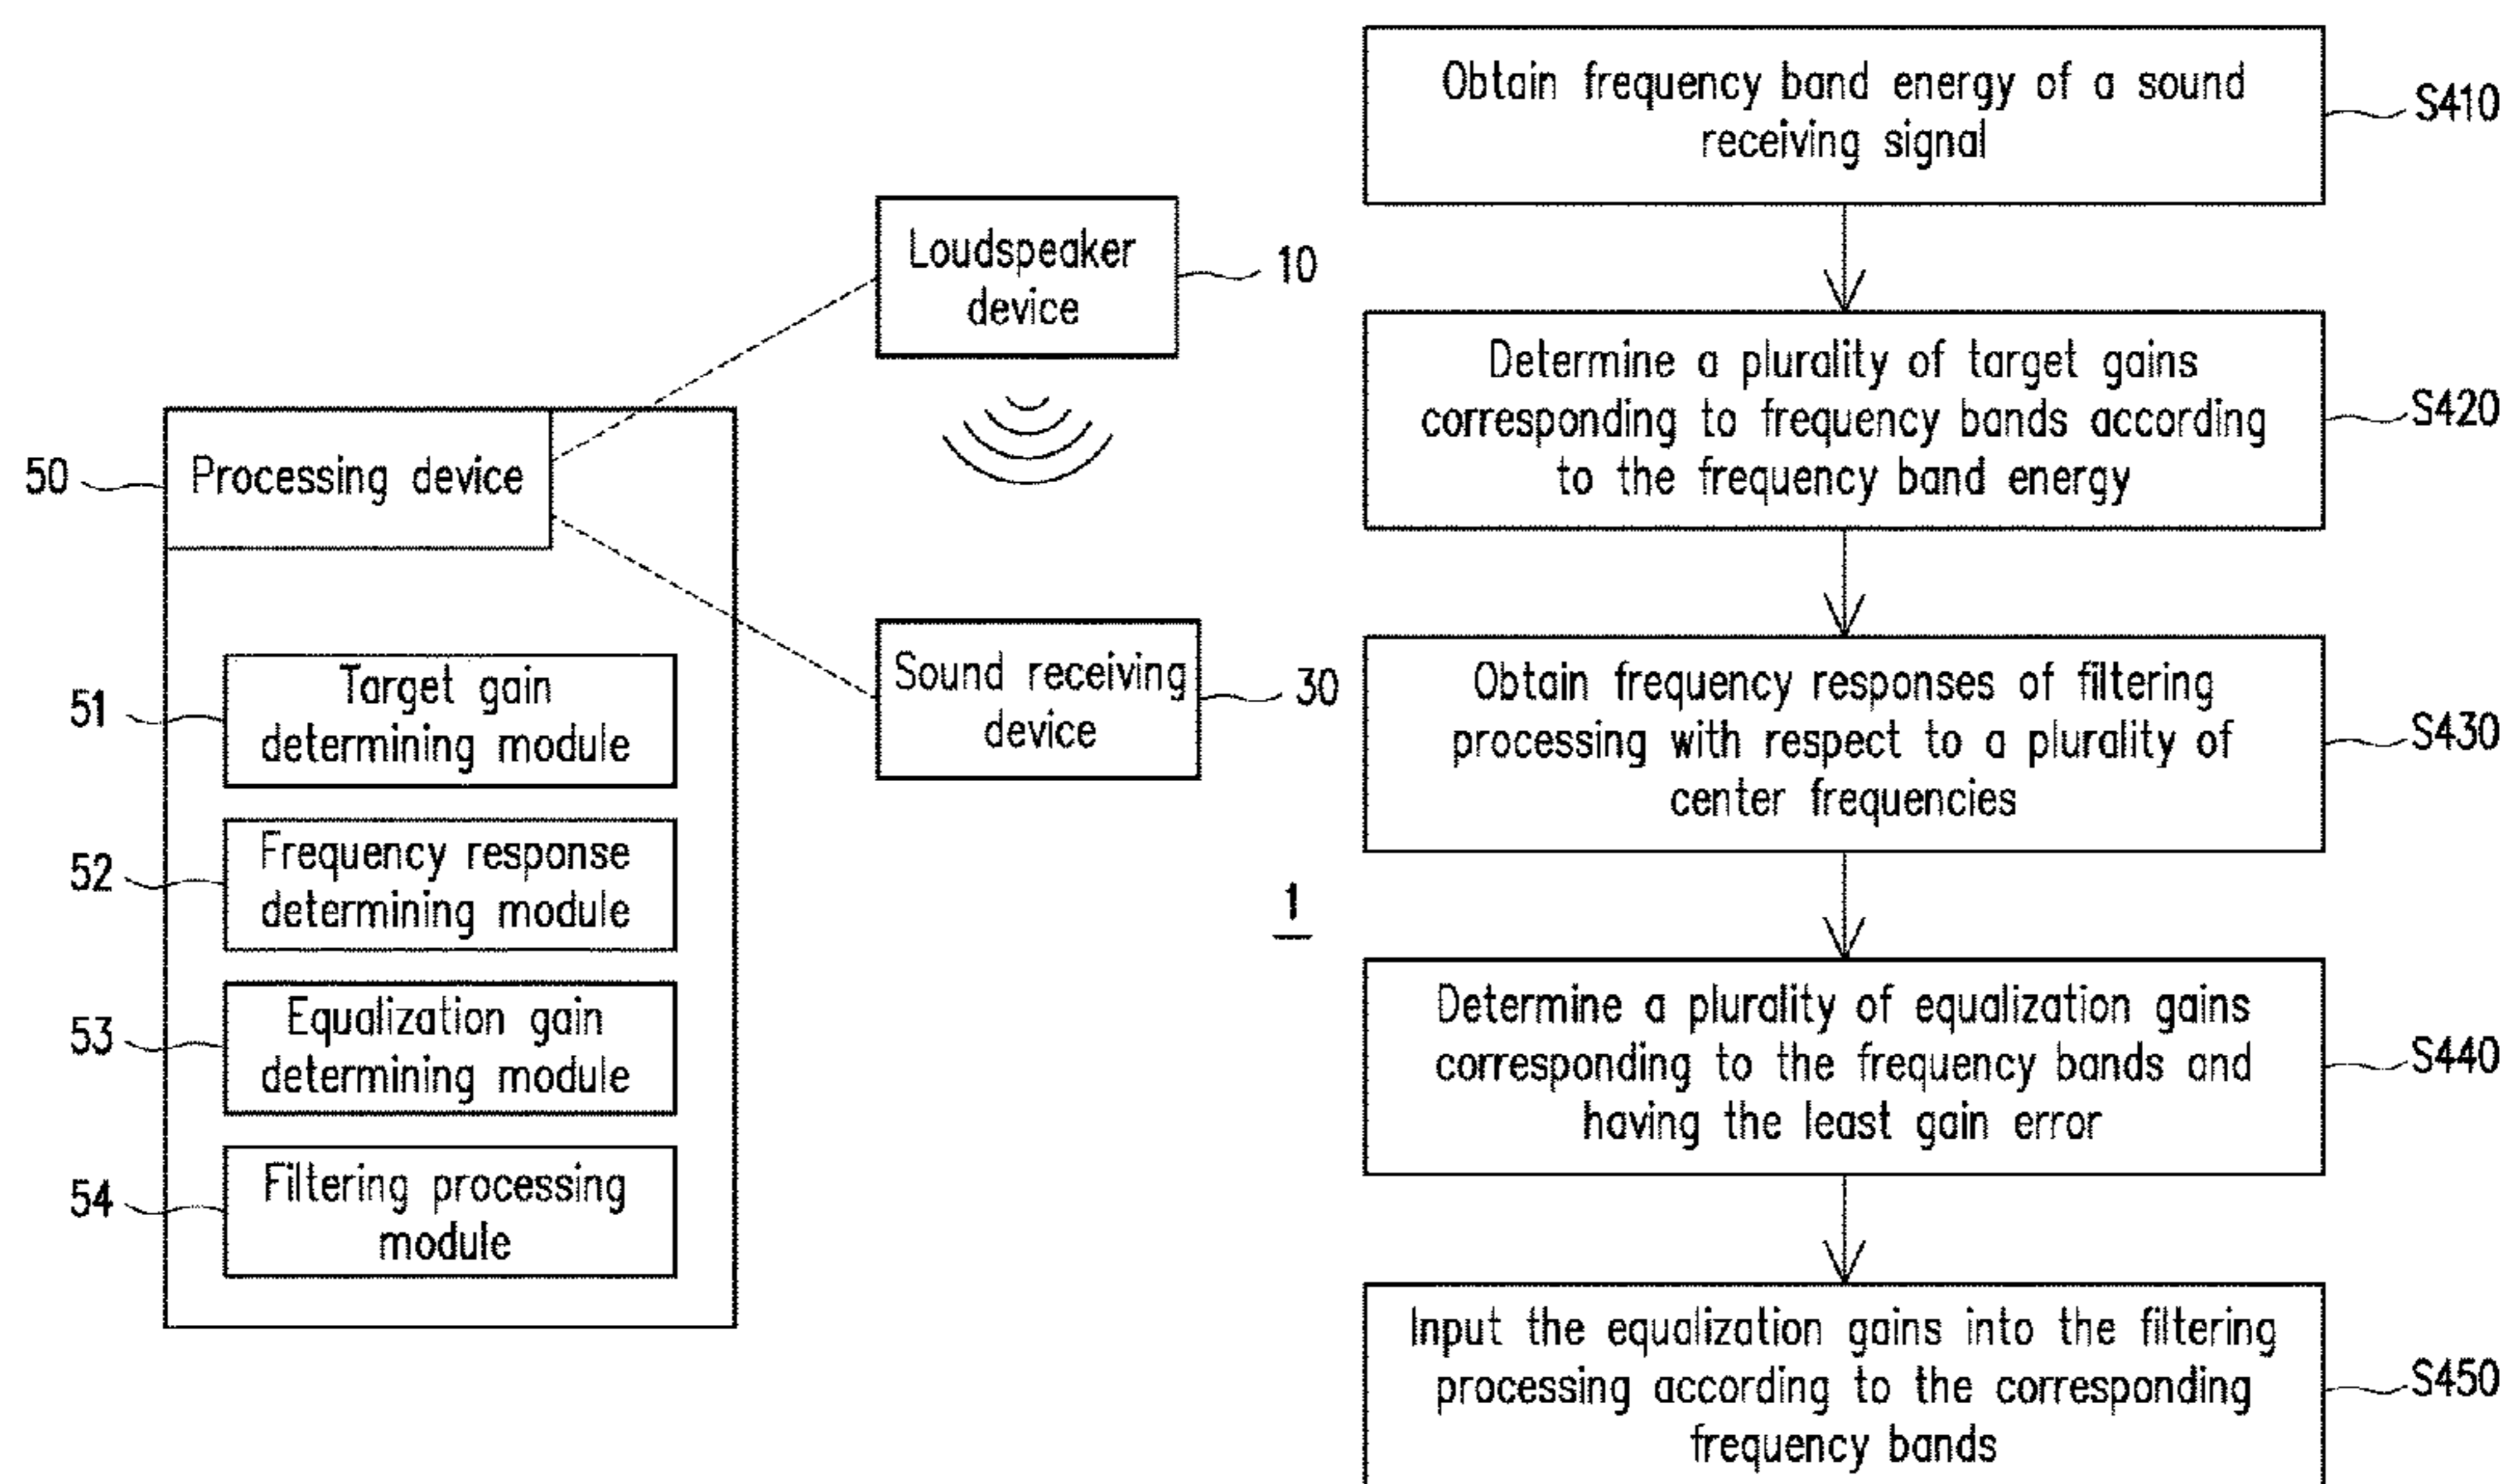 Loudspeaker
device
10
50
Processing device
Sound receiving
device
30
51
Target gain
determining module
52
Frequency response
determining module
53
Equalization gain
determining module
54
Filtering processing
module
1
Obtain frequency band energy of a sound
receiving signal
S410
Determine a plurality of target gains
corresponding to frequency bands according
to the frequency band energy
S420
Obtain frequency responses of filtering
processing with respect to a plurality of
center frequencies
S430
Determine a plurality of equalization gains
corresponding to the frequency bands and
having the least gain error
S440
Input the equalization gains into the filtering
processing according to the corresponding
frequency bands
S450